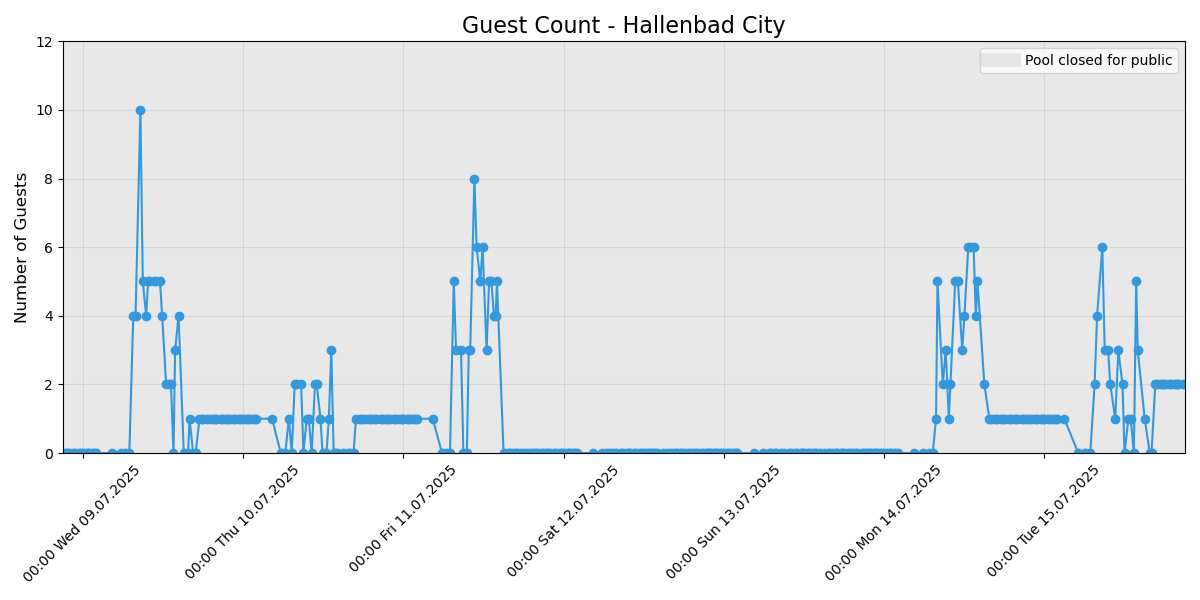 Guest Count - Hallenbad City
Pool closed for public
Number of Guests
12
10
8
6
4
2
0
00:00 Wed 09.07.2025
00:00 Thu 10.07.2025
00:00 Fri 11.07.2025
00:00 Sat 12.07.2025
00:00 Sun 13.07.2025
00:00 Mon 14.07.2025
00:00 Tue 15.07.2025